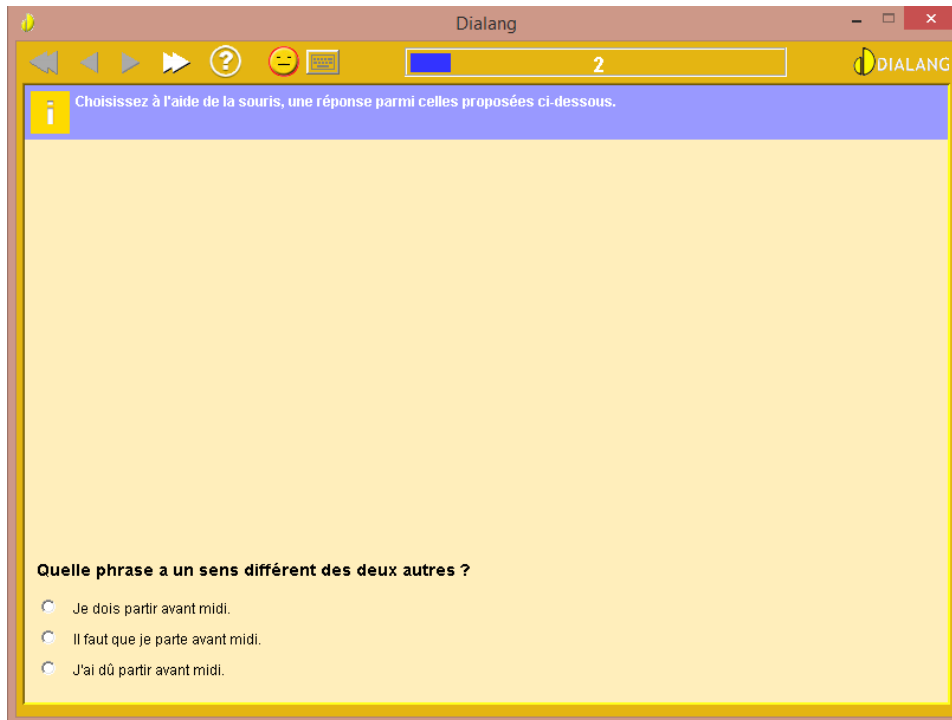 Dialang
2
DIALANG
Choisissez à l'aide de la souris, une réponse parmi celles proposées ci-dessous.
Quelle phrase a un sens différent des deux autres ?
Je dois partir avant midi.
Il faut que je parte avant midi.
J'ai dû partir avant midi.